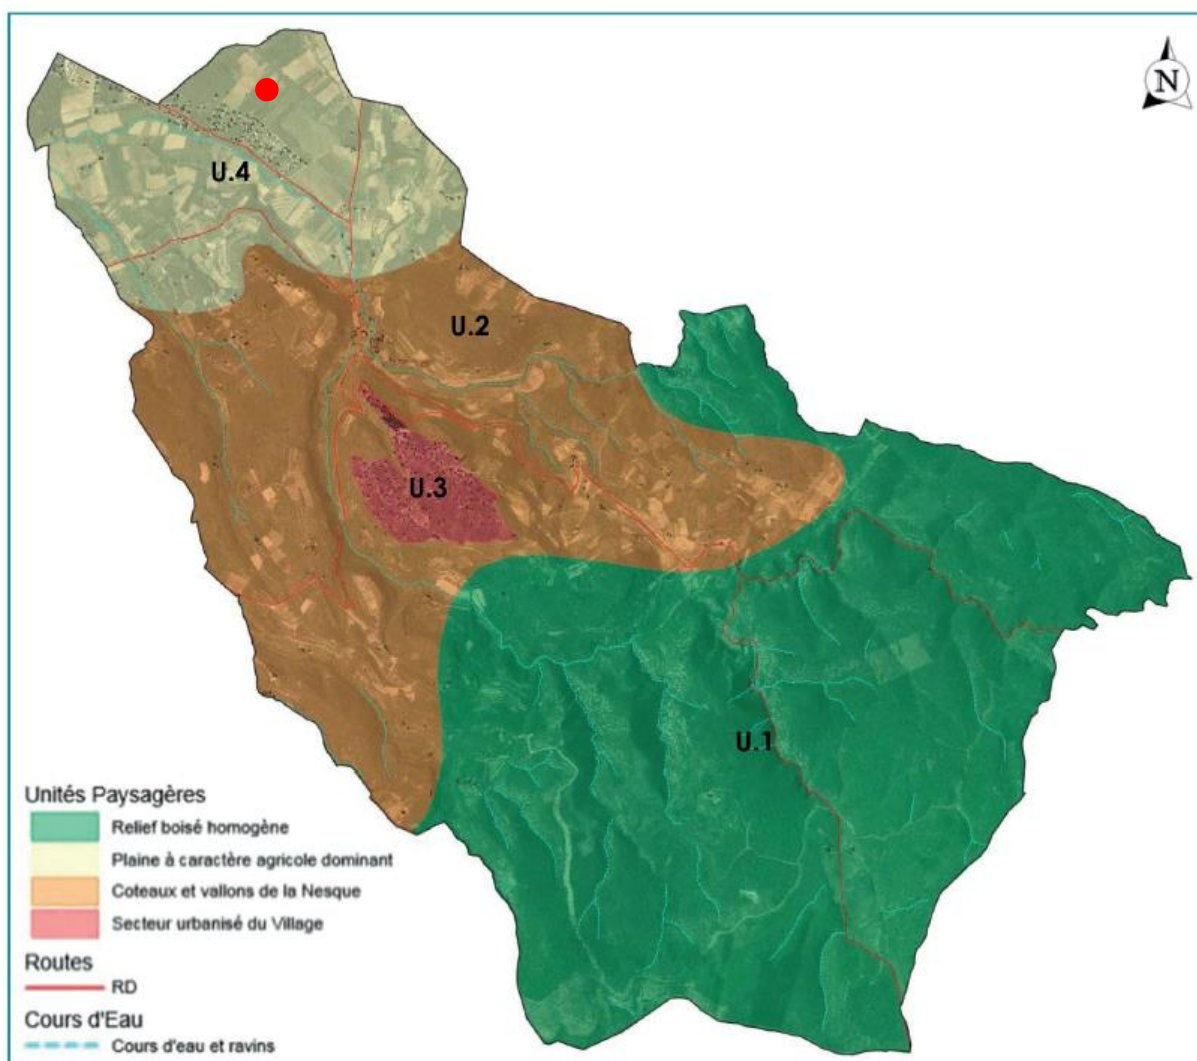 N
U.4
U.2
U.3
U.1
Unités Paysagères
Relief boisé homogène
Plaine à caractère agricole dominant
Coteaux et vallons de la Nesque
Secteur urbanisé du Village
Routes
RD
Cours d'Eau
Cours d'eau et ravins